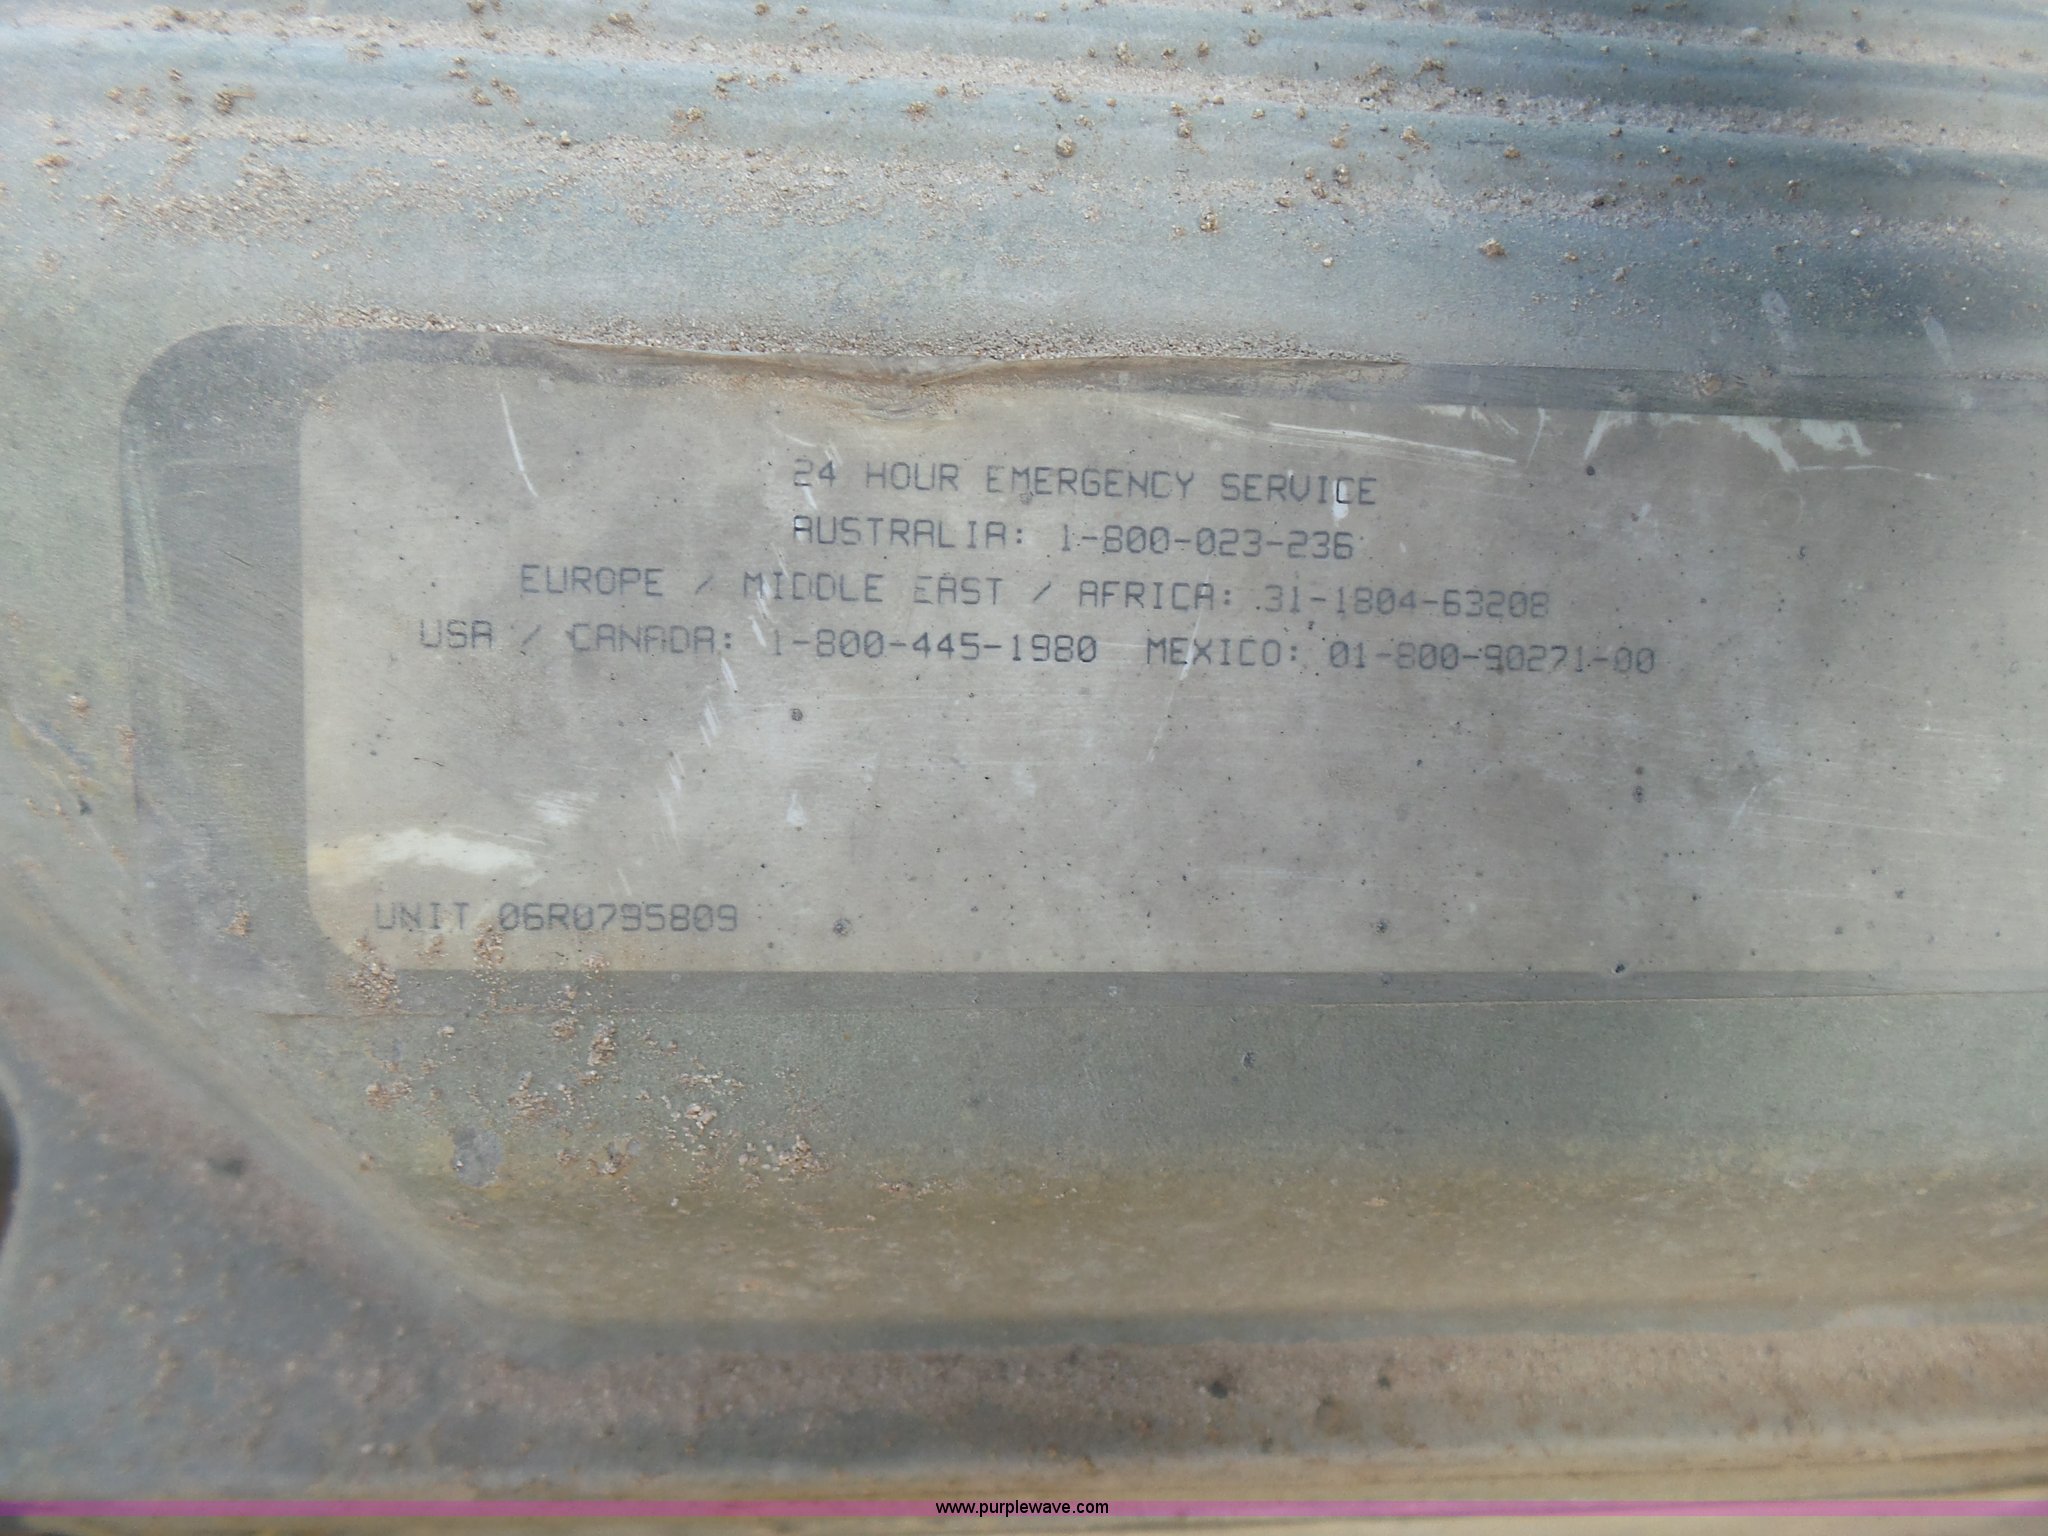 24 HOUR EMERGENCY SERVICE
AUSTRALIA: 1-800-023-236
EUROPE / MIDDLE EAST / AFRICA: 31-1804-63208
USA / CANADA: 1-800-445-1980 MEXICO: 01-800-90271-00
UNIT 06R0795809
www.purplewave.com